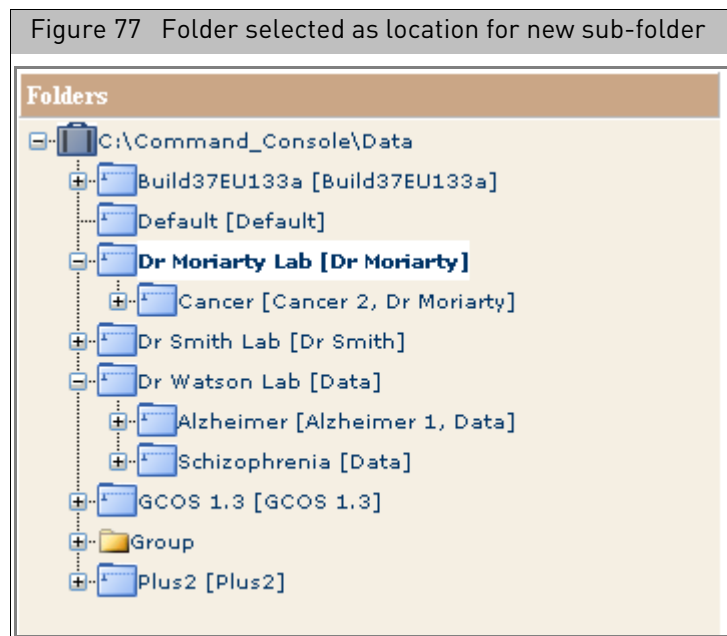 Figure 77 Folder selected as location for new sub-folder
Folders
C:\Command_Console\Data
Build37EU133a [Build37EU133a]
Default [Default]
Dr Moriarty Lab [Dr Moriarty]
Cancer [Cancer 2, Dr Moriarty]
Dr Smith Lab [Dr Smith]
Dr Watson Lab [Data]
Alzheimer [Alzheimer 1, Data]
Schizophrenia [Data]
GCOS 1.3 [GCOS 1.3]
Group
Plus2 [Plus2]